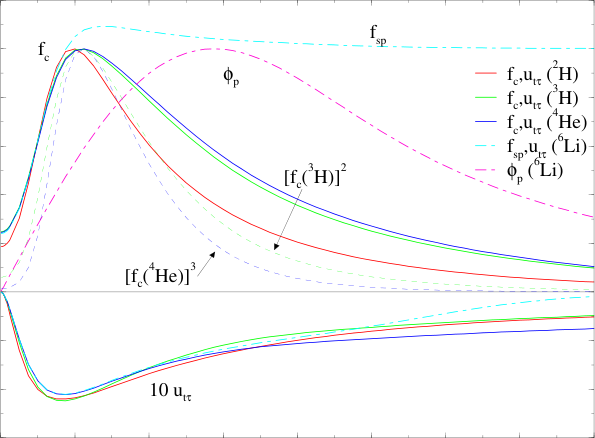 f_c
f_sp
ϕ_p
f_c,u_tτ (²H)
f_c,u_tτ (³H)
f_c,u_tτ (⁴He)
f_sp,u_tτ (⁶Li)
ϕ_p (⁶Li)
[f_c(³H)]²
[f_c(⁴He)]³
10 u_tτ